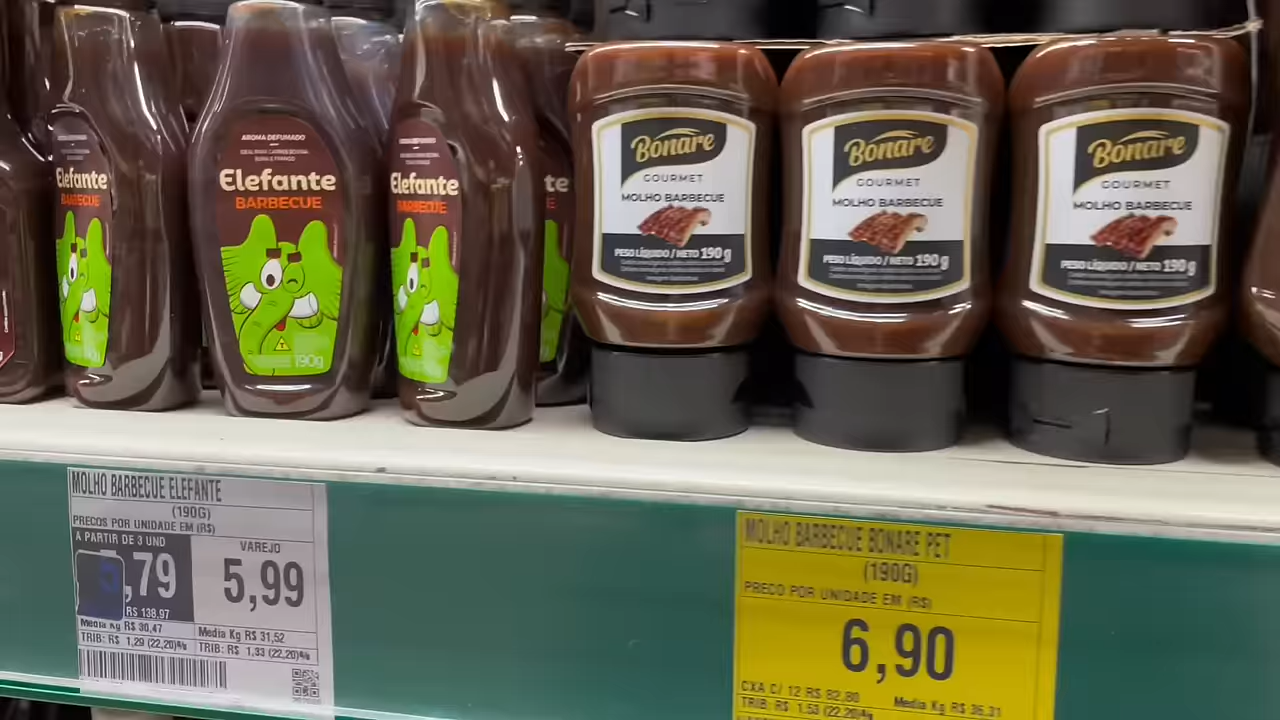 AROMA DEFUMADO
Elefante
BARBECUE
190g
Elefante
BARBECUE
Elefante
BARBECUE
te
Bonare
GOURMET
MOLHO BARBECUE
PESO LÍQUIDO / NETO 190 g
Bonare
GOURMET
MOLHO BARBECUE
PESO LÍQUIDO / NETO 190 g
Bonare
GOURMET
MOLHO BARBECUE
PESO LÍQUIDO / NETO 190 g
MOLHO BARBECUE ELEFANTE
(190G)
PRECOS POR UNIDADE EM (R$)
A PARTIR DE 3 UND
VAREJO
5,79
5,99
R$ 138,97
Media Kg R$ 30,47
Media Kg R$ 31,52
TRIB: R$ 1,29 (22,20)%
TRIB: R$ 1,33 (22,20)%
MOLHO BARBECUE BONARE PET
(190G)
PRECO POR UNIDADE EM (R$)
6,90
CXA C/ 12 R$ 82,80
Media Kg R$ 36,31
TRIB: R$ 1,53 (22,20)%